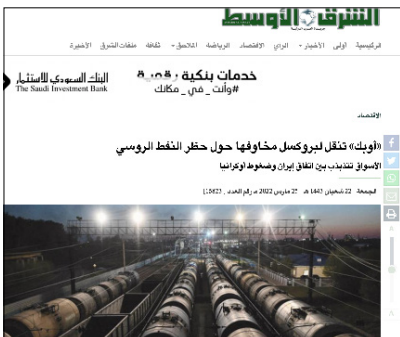 الشرق الأوسط
الرئيسية أولى الأخبار الرأي الاقتصاد الرياضة الملاحق ثقافة ملفات الشرق الأخيرة
خدمات بنكية رقمية
#وأنت_في_مكانك
البنك السعودي للاستثمار
The Saudi Investment Bank
الاقتصاد
«أوبك» تنقل لبروكسل مخاوفها حول حظر النفط الروسي
الأسواق تتذبذب بين اتفاق إيران وضغوط أوكرانيا
الجمعة - 22 شعبان 1443 هـ - 25 مارس 2022 مـ رقم العدد
A
A